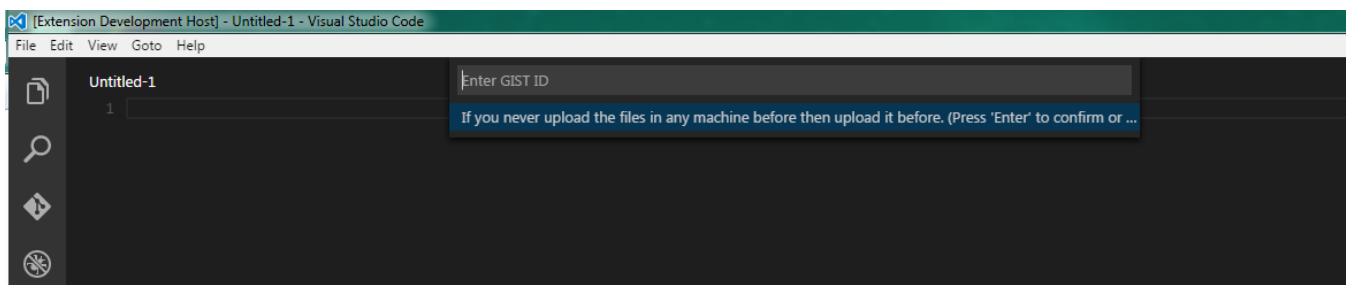 [Extension Development Host] - Untitled-1 - Visual Studio Code
File Edit View Goto Help
Untitled-1
Enter GIST ID
1
If you never upload the files in any machine before then upload it before. (Press 'Enter' to confirm or ...